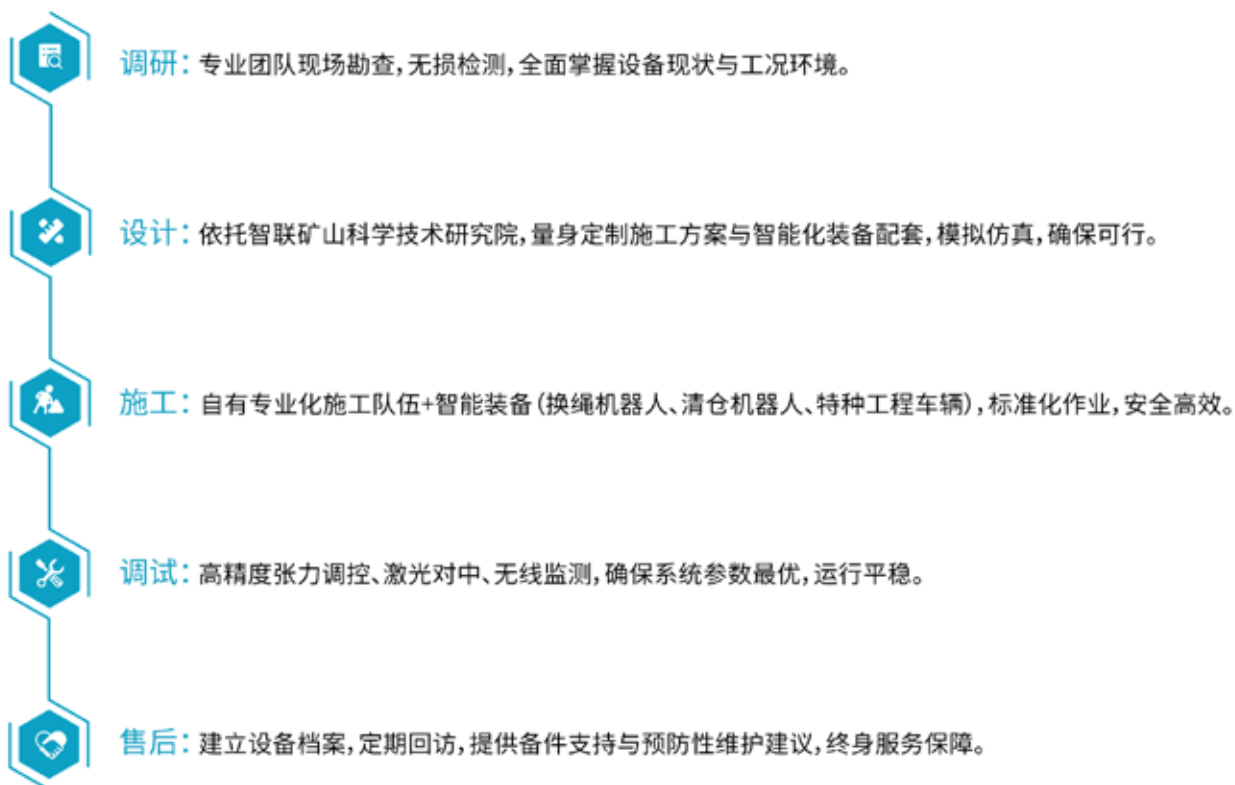 调研：专业团队现场勘查，无损检测，全面掌握设备现状与工况环境。
设计：依托智联矿山科学技术研究院，量身定制施工方案与智能化装备配套，模拟仿真，确保可行。
施工：自有专业化施工队伍+智能装备（换绳机器人、清仓机器人、特种工程车辆），标准化作业，安全高效。
调试：高精度张力调控、激光对中、无线监测，确保系统参数最优，运行平稳。
售后：建立设备档案，定期回访，提供备件支持与预防性维护建议，终身服务保障。